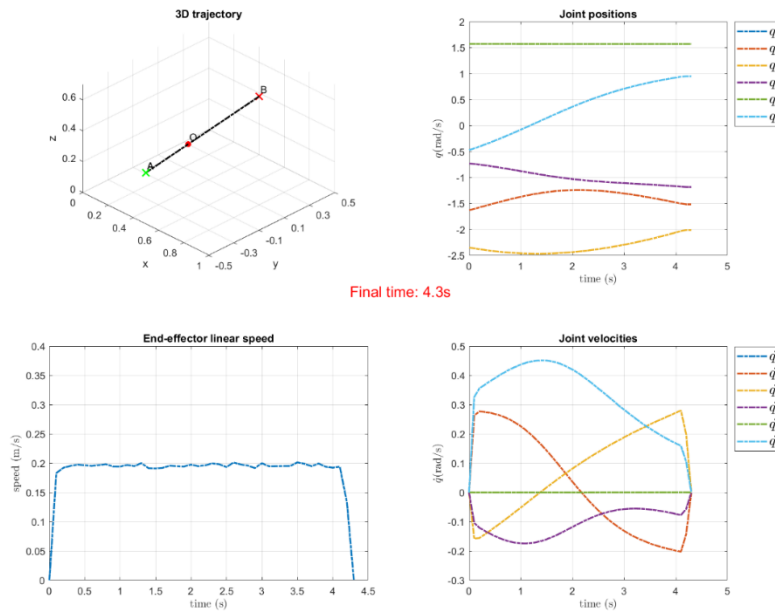 3D trajectory
0.6
0.4
0.2
0
z
A
O
B
0
0.2
0.4
0.6
0.8
1
x
-0.5
-0.3
-0.1
0.1
0.3
0.5
y
Joint positions
2
1.5
1
0.5
0
-0.5
-1
-1.5
-2
-2.5
q(rad/s)
0 1 2 3 4 5
time (s)
q
q
q
q
q
q
Final time: 4.3s
End-effector linear speed
0.4
0.35
0.3
0.25
0.2
0.15
0.1
0.05
0
speed (m/s)
0 0.5 1 1.5 2 2.5 3 3.5 4 4.5
time (s)
Joint velocities
0.5
0.4
0.3
0.2
0.1
0
-0.1
-0.2
-0.3
q̇(rad/s)
0 1 2 3 4 5
time (s)
q̇
q̇
q̇
q̇
q̇
q̇